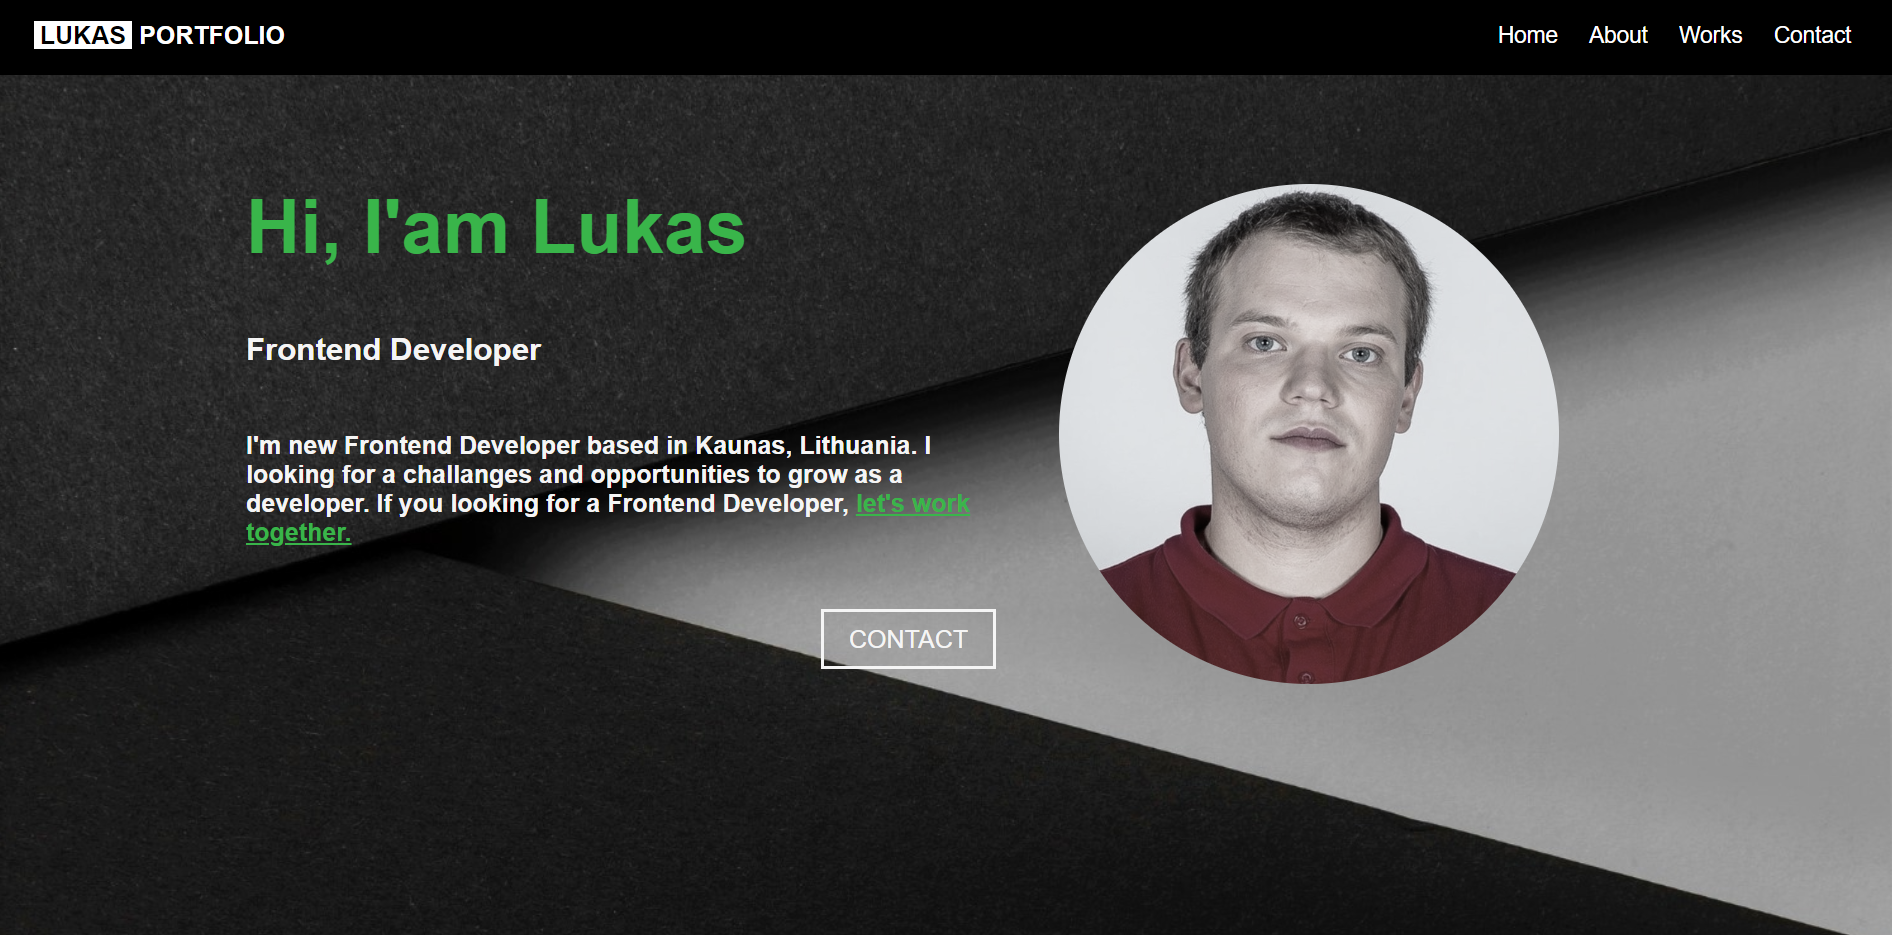 LUKAS PORTFOLIO
Home About Works Contact
Hi, I'am Lukas
Frontend Developer
I'm new Frontend Developer based in Kaunas, Lithuania. I
looking for a challanges and opportunities to grow as a
developer. If you looking for a Frontend Developer, let's work
together.
CONTACT